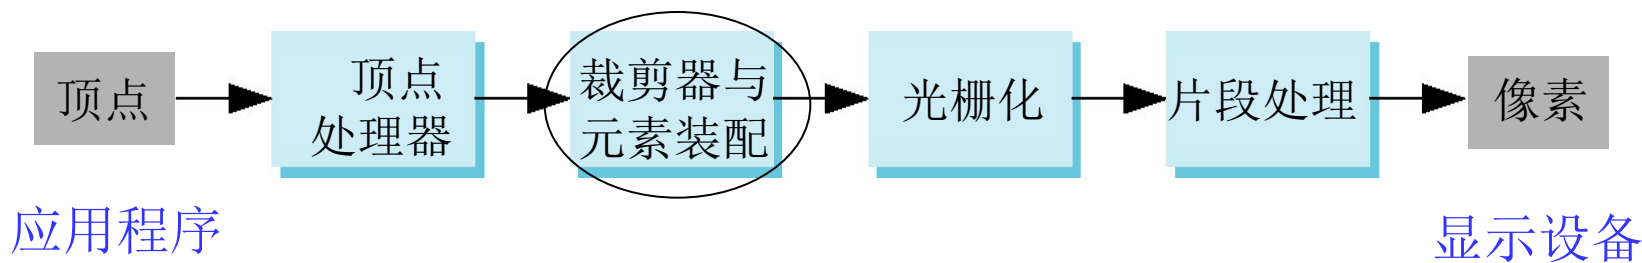 顶点
顶点
处理器
裁剪器与
元素装配
光栅化
片段处理
像素
应用程序
显示设备